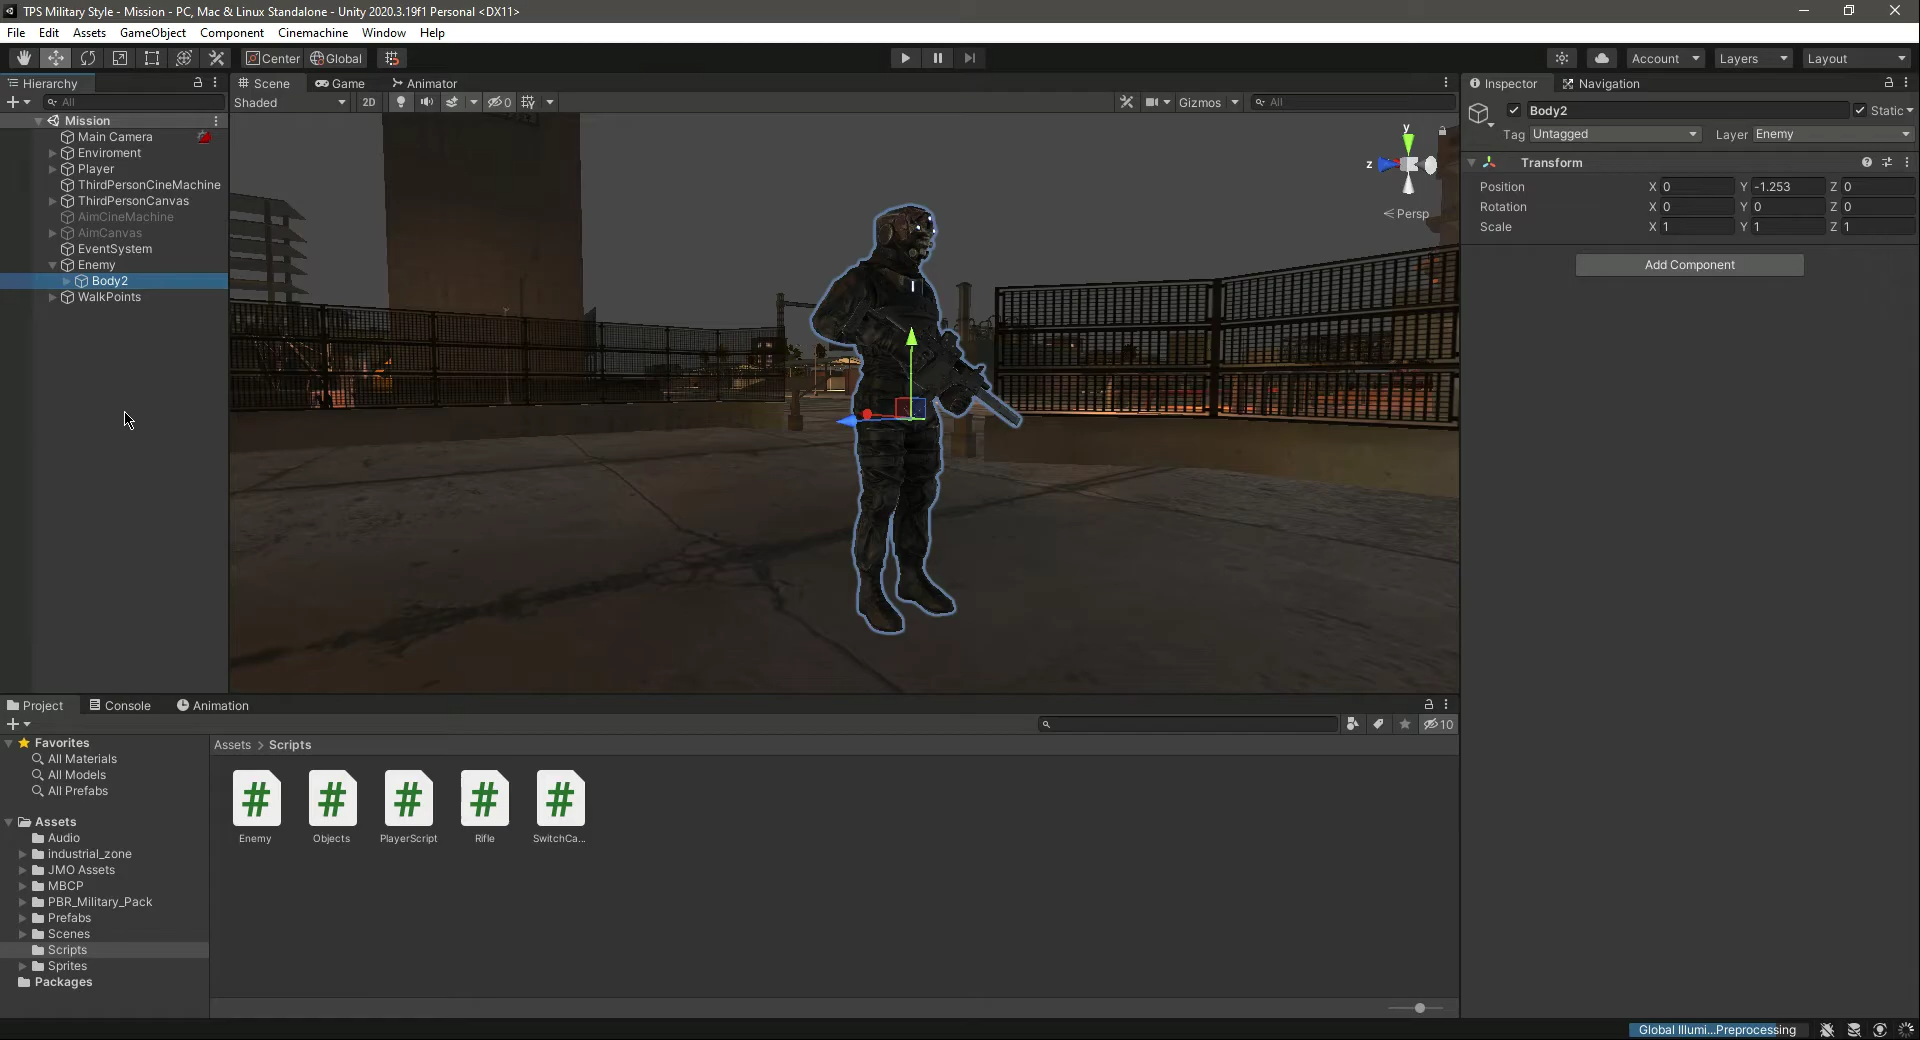 TPS Military Style - Mission - PC, Mac & Linux Standalone - Unity 2020.3.19f1 Personal <DX11>
File Edit Assets GameObject Component Cinemachine Window Help
Center Global Account Layers Layout
Hierarchy Scene Game Animator Inspector Navigation
All Shaded 2D 0 Gizmos All
Body2 Static
Tag Untagged Layer Enemy
Mission
Main Camera
Enviroment
Player
ThirdPersonCineMachine
ThirdPersonCanvas
AimCineMachine
AimCanvas
EventSystem
Enemy
Body2
WalkPoints
y
z
Persp
Transform
Position X 0 Y -1.253 Z 0
Rotation X 0 Y 0 Z 0
Scale X 1 Y 1 Z 1
Add Component
Project Console Animation
10
Favorites
All Materials
All Models
All Prefabs
Assets
Audio
industrial_zone
JMO Assets
MBCP
PBR_Military_Pack
Prefabs
Scenes
Scripts
Sprites
Packages
Assets > Scripts
Enemy Objects PlayerScript Rifle SwitchCa...
Global Illumi...Preprocessing